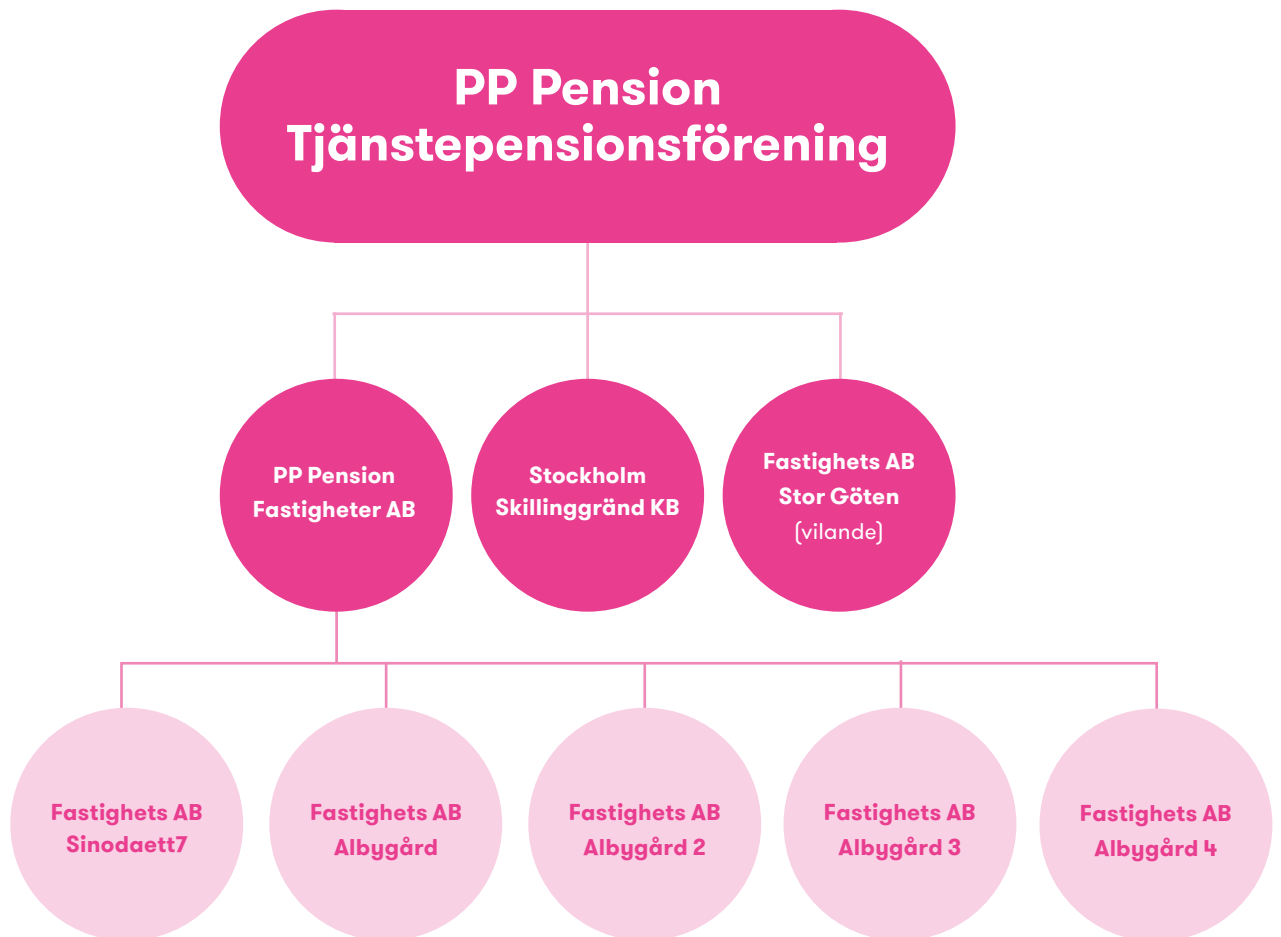 PP Pension
Tjänstepensionsförening
PP Pension
Fastigheter AB
Stockholm
Skillinggränd KB
Fastighets AB
Stor Göten
(vilande)
Fastighets AB
Sinodaett7
Fastighets AB
Albygård
Fastighets AB
Albygård 2
Fastighets AB
Albygård 3
Fastighets AB
Albygård 4